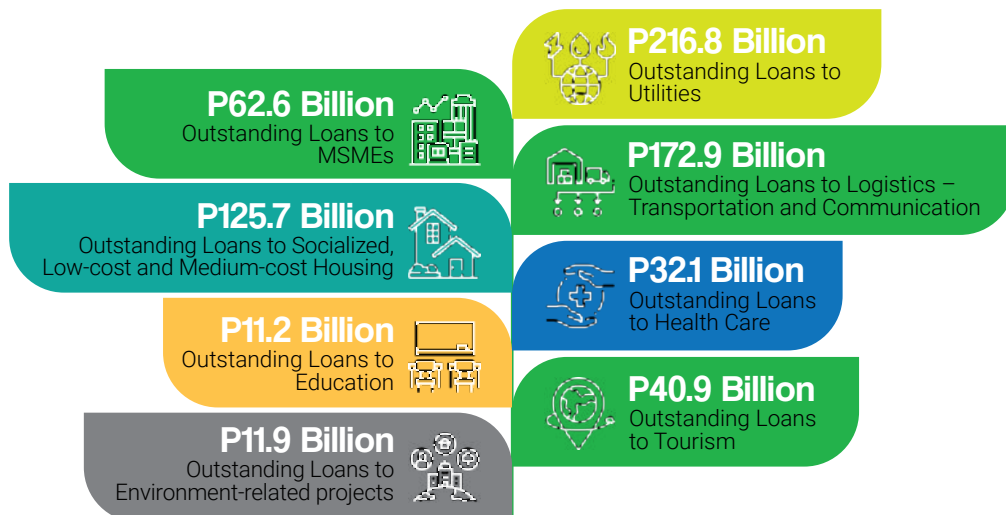 P216.8 Billion
Outstanding Loans to
Utilities
P62.6 Billion
Outstanding Loans to
MSMEs
P172.9 Billion
Outstanding Loans to Logistics –
Transportation and Communication
P125.7 Billion
Outstanding Loans to Socialized,
Low-cost and Medium-cost Housing
P32.1 Billion
Outstanding Loans
to Health Care
P11.2 Billion
Outstanding Loans to
Education
P40.9 Billion
Outstanding Loans
to Tourism
P11.9 Billion
Outstanding Loans to
Environment-related projects